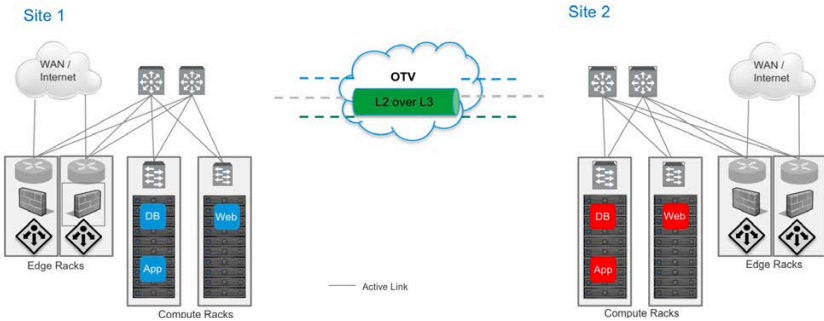 Site 1
Site 2
WAN /
Internet
OTV
L2 over L3
WAN /
Internet
DB
Web
App
DB
Web
App
Edge Racks
Compute Racks
Active Link
Edge Racks
Compute Racks